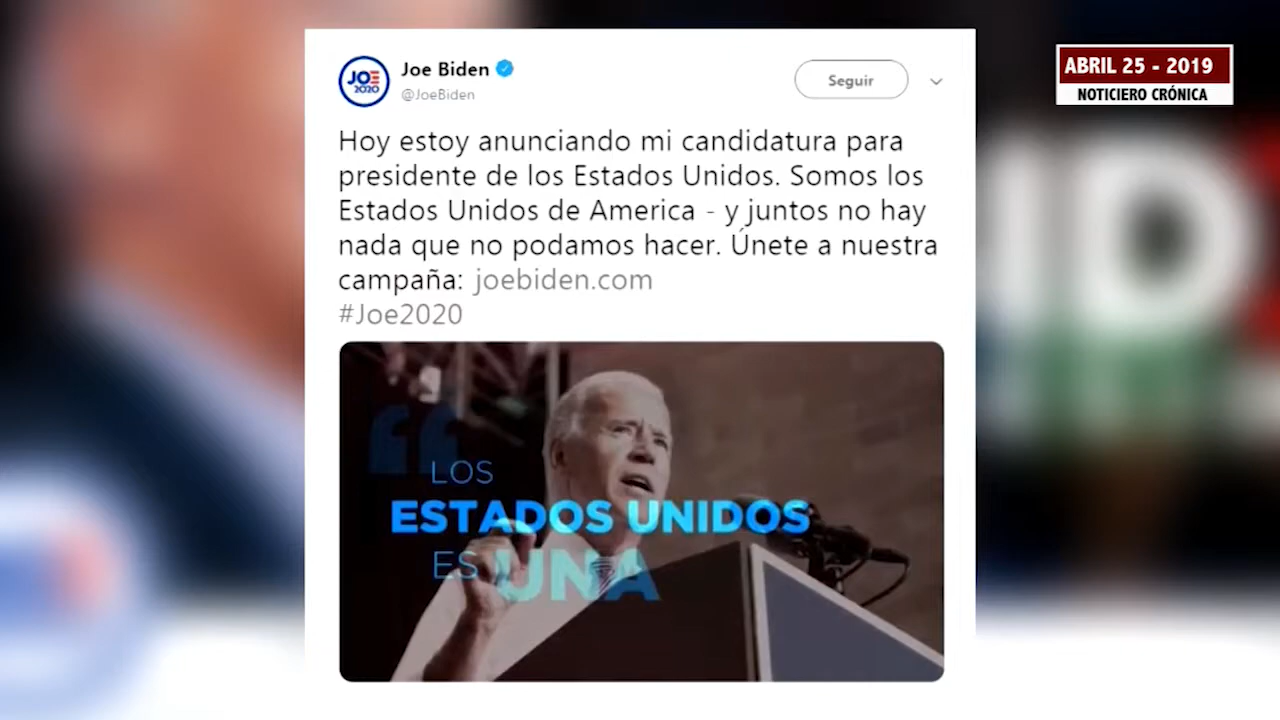 JOE
2020
Joe Biden
@JoeBiden
Seguir
ABRIL 25 - 2019
NOTICIERO CRÓNICA
Hoy estoy anunciando mi candidatura para
presidente de los Estados Unidos. Somos los
Estados Unidos de America - y juntos no hay
nada que no podamos hacer. Únete a nuestra
campaña: joebiden.com
#Joe2020
“
LOS
ESTADOS UNIDOS
ES UNA